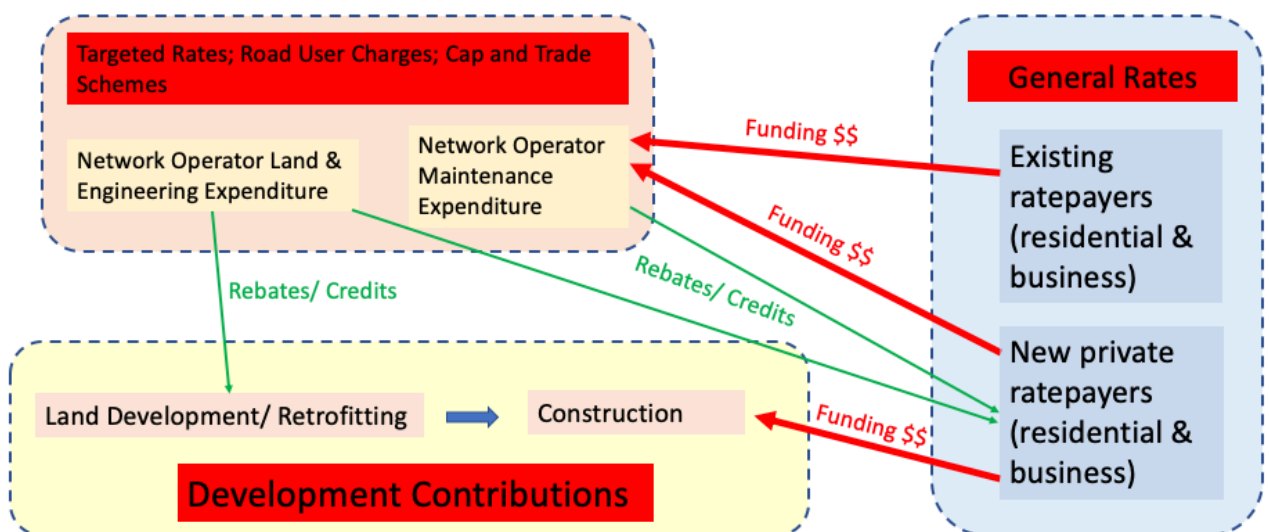 Targeted Rates; Road User Charges; Cap and Trade
Schemes
Network Operator Land &
Engineering Expenditure
Network Operator
Maintenance
Expenditure
General Rates
Existing
ratepayers
(residential &
business)
New private
ratepayers
(residential &
business)
Funding $$
Funding $$
Funding $$
Rebates/ Credits
Rebates/ Credits
Land Development/ Retrofitting
Construction
Development Contributions